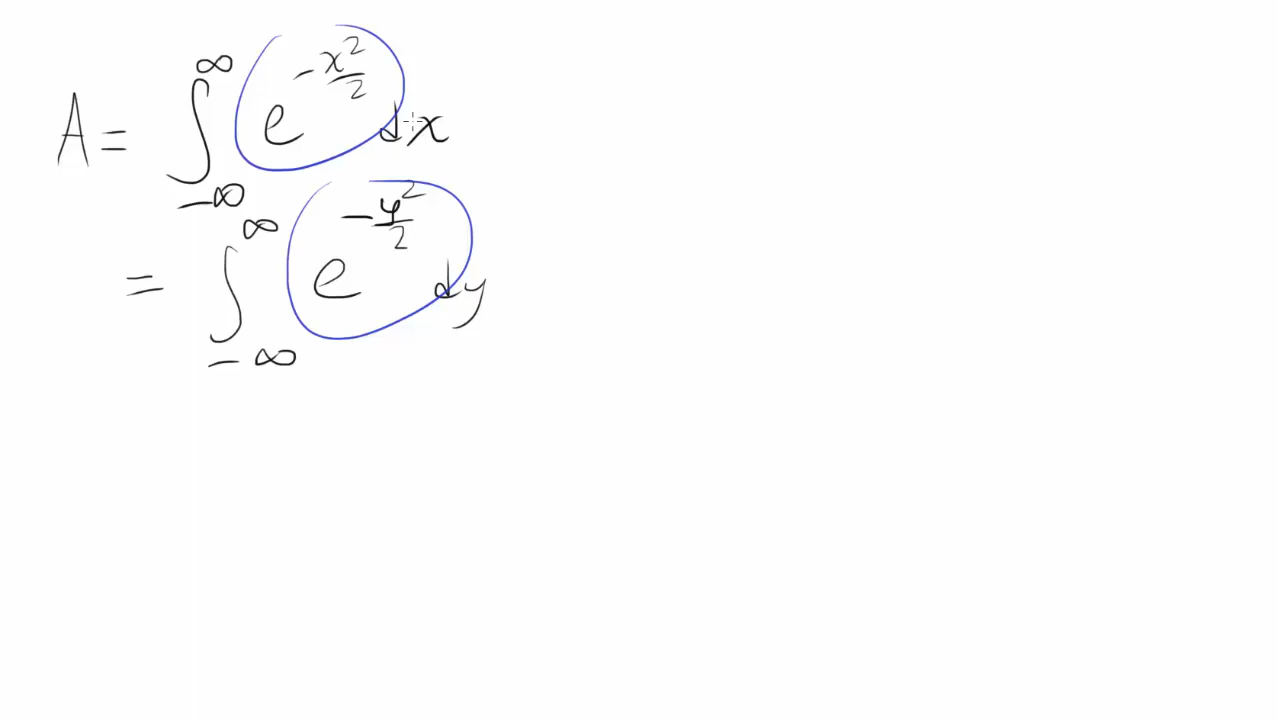 A = ∫_{-∞}^{∞} e^{-x²/2} dx
= ∫_{-∞}^{∞} e^{-y²/2} dy